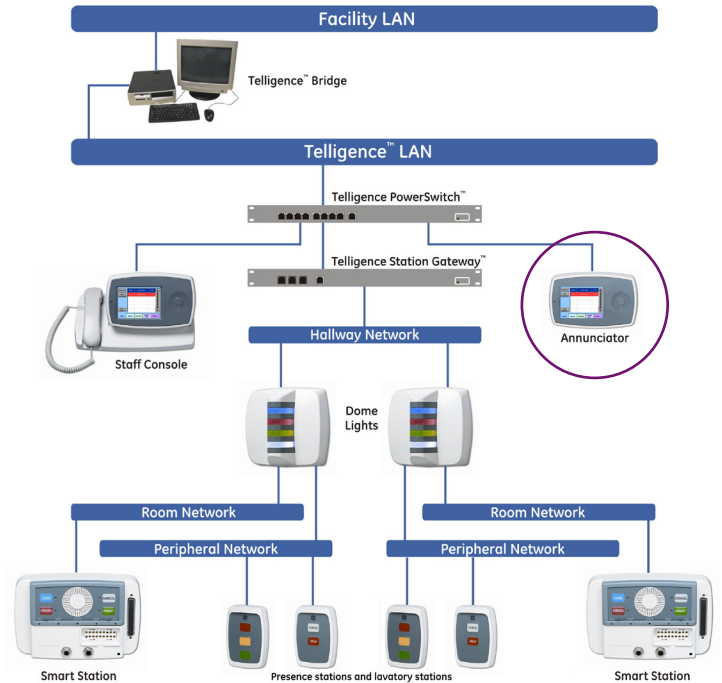 Facility LAN
Telligence™ Bridge
Telligence™ LAN
Telligence PowerSwitch™
Telligence Station Gateway™
Hallway Network
Annunciator
Staff Console
Dome
Lights
Room Network
Room Network
Peripheral Network
Peripheral Network
Smart Station
Presence stations and lavatory stations
Smart Station